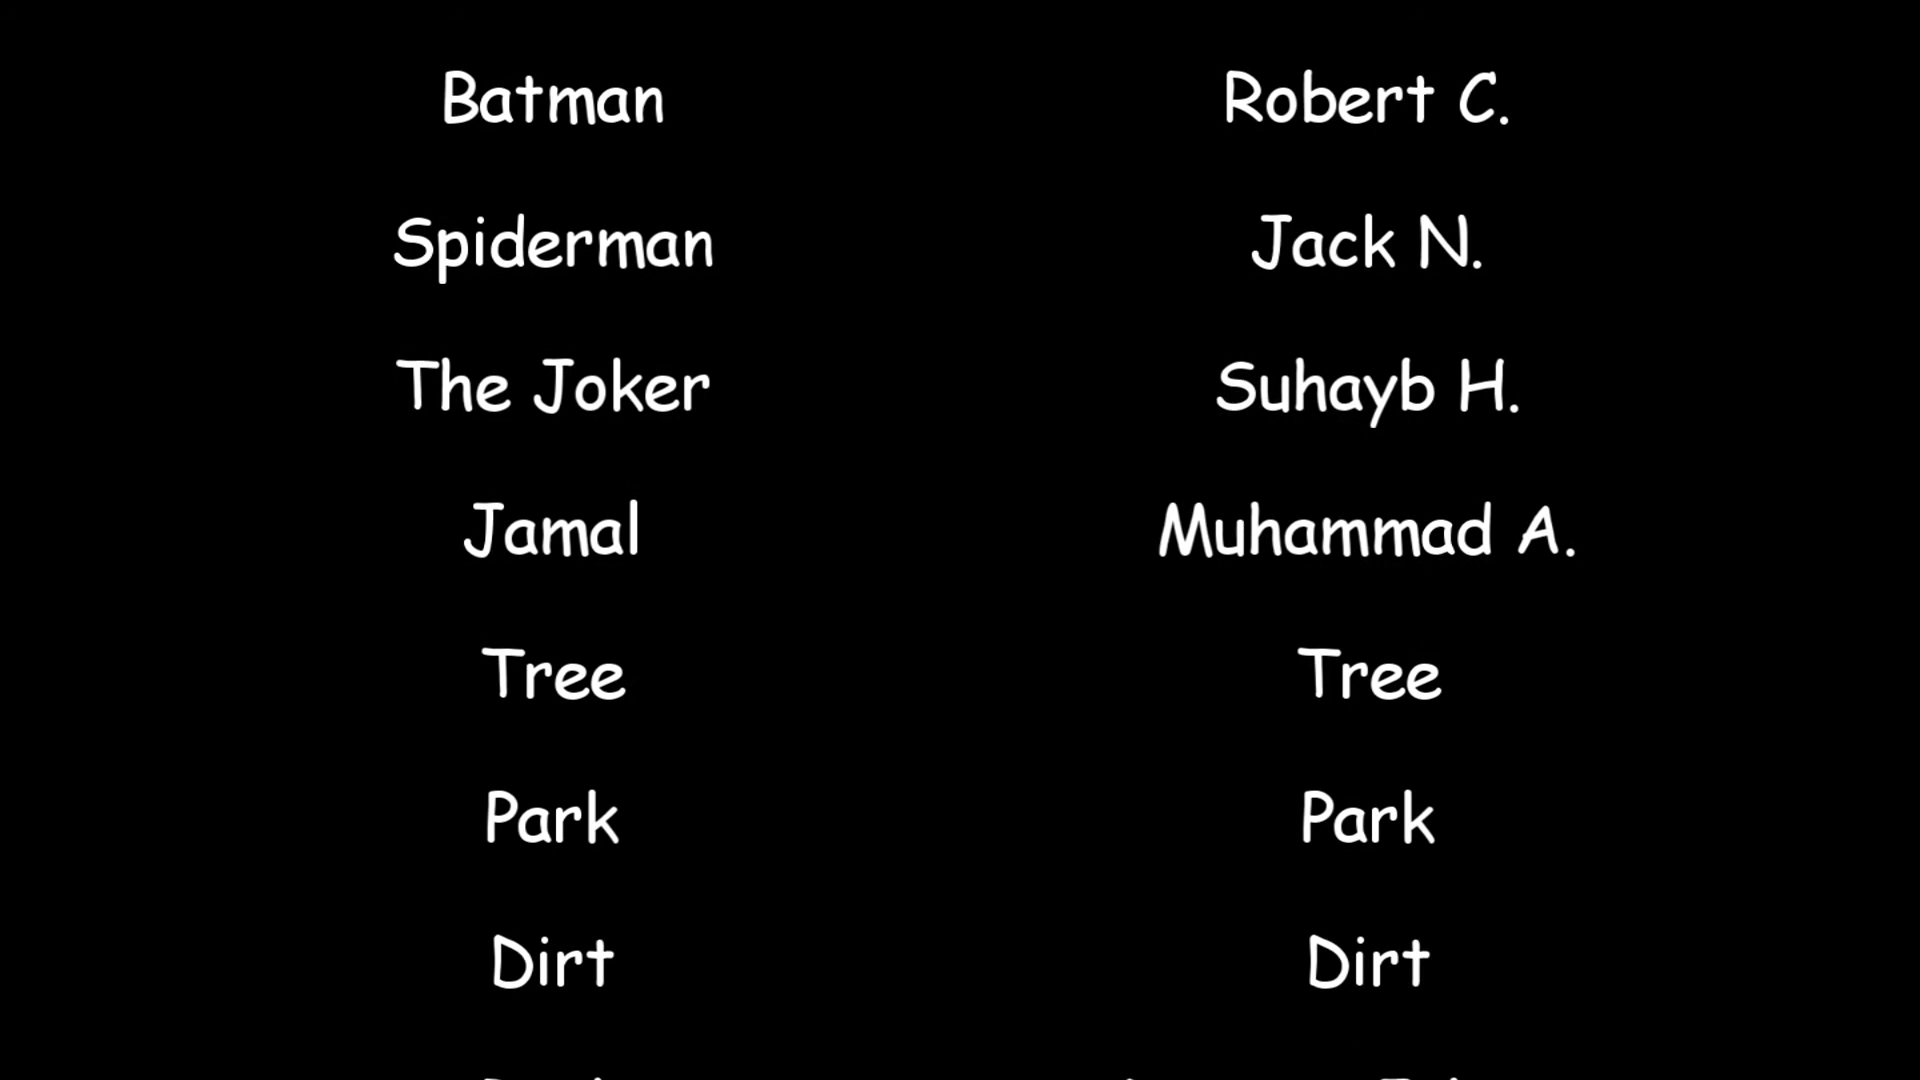 Batman Robert C.
Spiderman Jack N.
The Joker Suhayb H.
Jamal Muhammad A.
Tree Tree
Park Park
Dirt Dirt